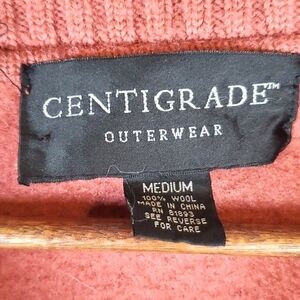 CENTIGRADE™
OUTERWEAR
MEDIUM
100% WOOL
MADE IN CHINA
RN 81893
SEE REVERSE
FOR CARE